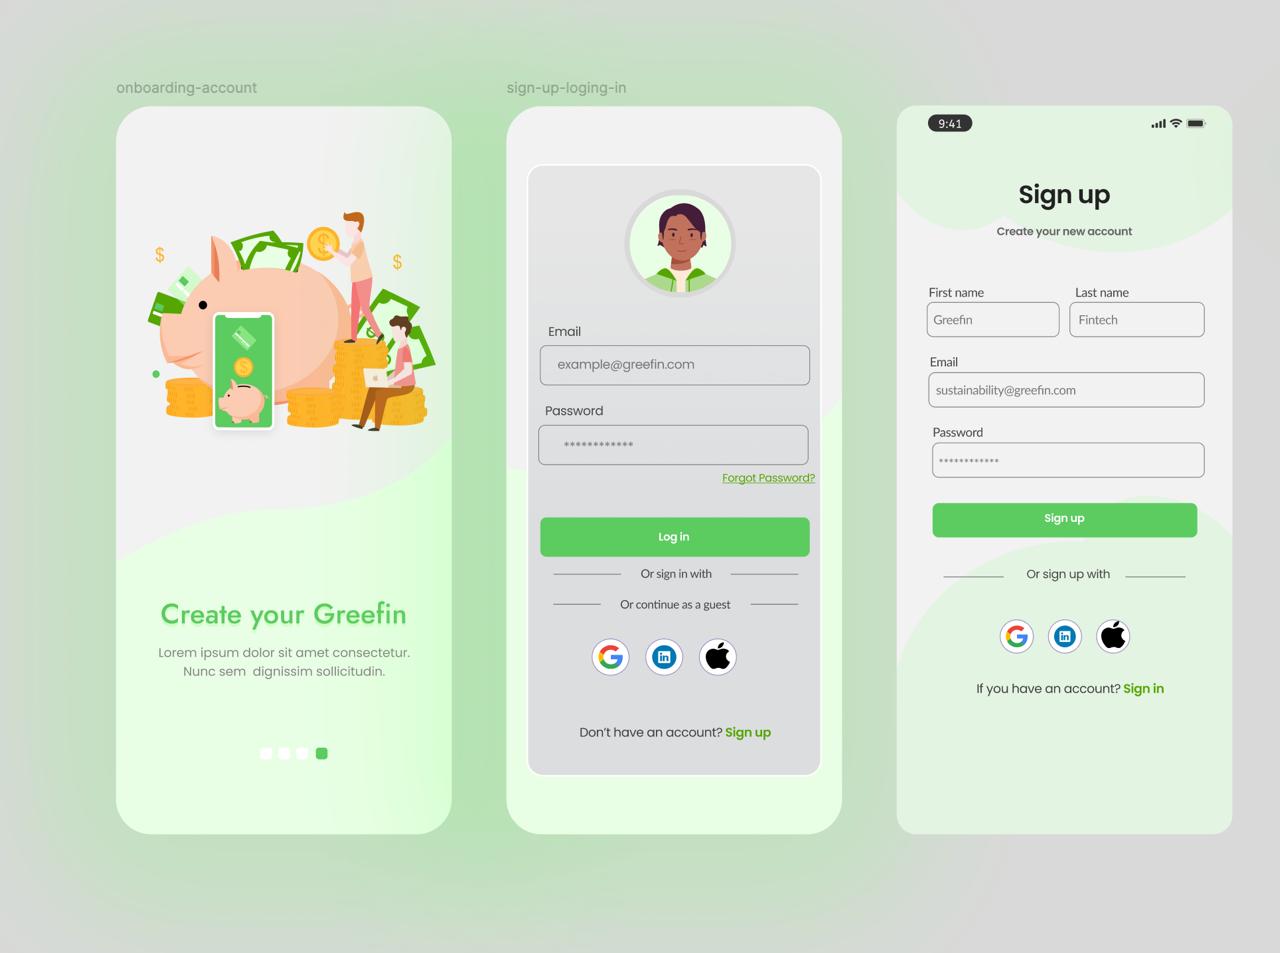 onboarding-account
$
$
$
$
Create your Greefin
Lorem ipsum dolor sit amet consectetur.
Nunc sem dignissim sollicitudin.
sign-up-loging-in
Email
example@greefin.com
Password
************
Forgot Password?
Log in
Or sign in with
Or continue as a guest
in
Don't have an account? Sign up
9:41
Sign up
Create your new account
First name
Last name
Greefin
Fintech
Email
sustainability@greefin.com
Password
************
Sign up
Or sign up with
in
If you have an account? Sign in